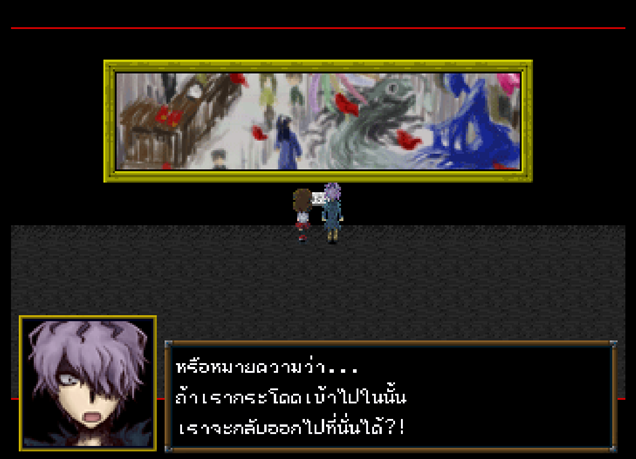 หรือหมายความว่า...
ถ้าเรากระโดดเข้าไปในนั้น
เราจะกลับออกไปที่นั่นได้?!